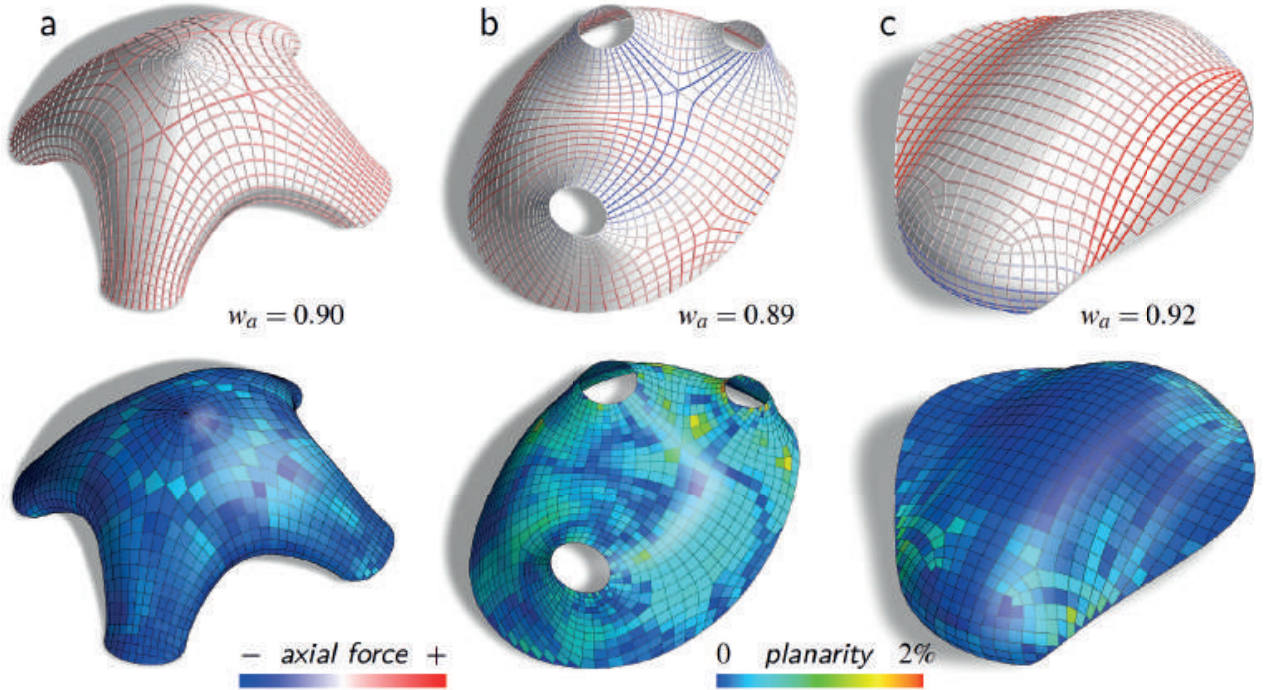 a
b
c
w_a = 0.90
w_a = 0.89
w_a = 0.92
− axial force +
0 planarity 2%